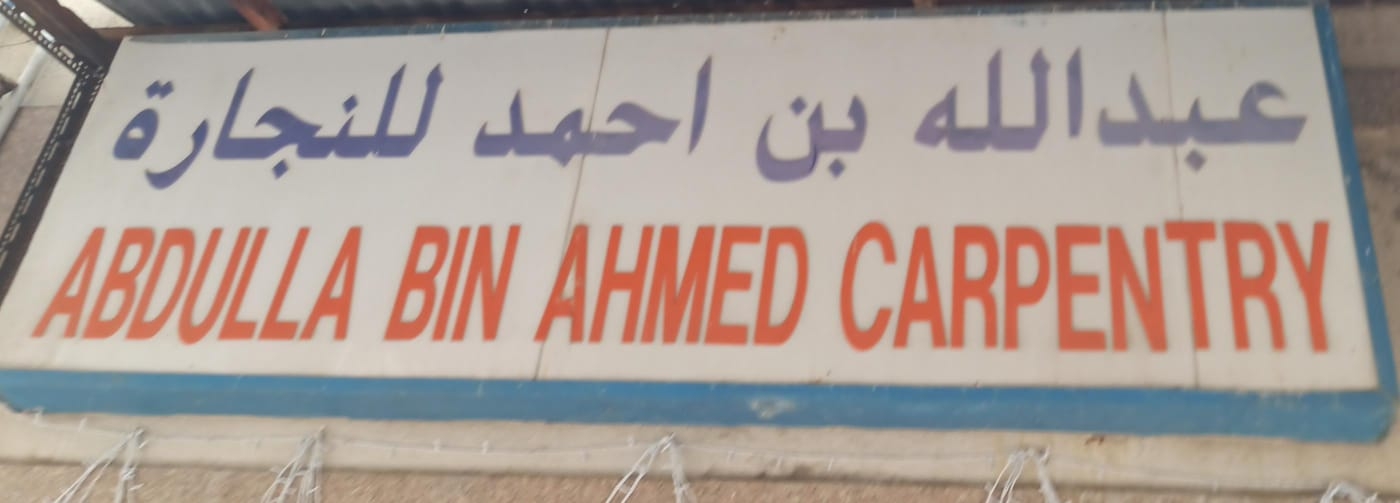 عبدالله بن احمد للنجارة
ABDULLA BIN AHMED CARPENTRY